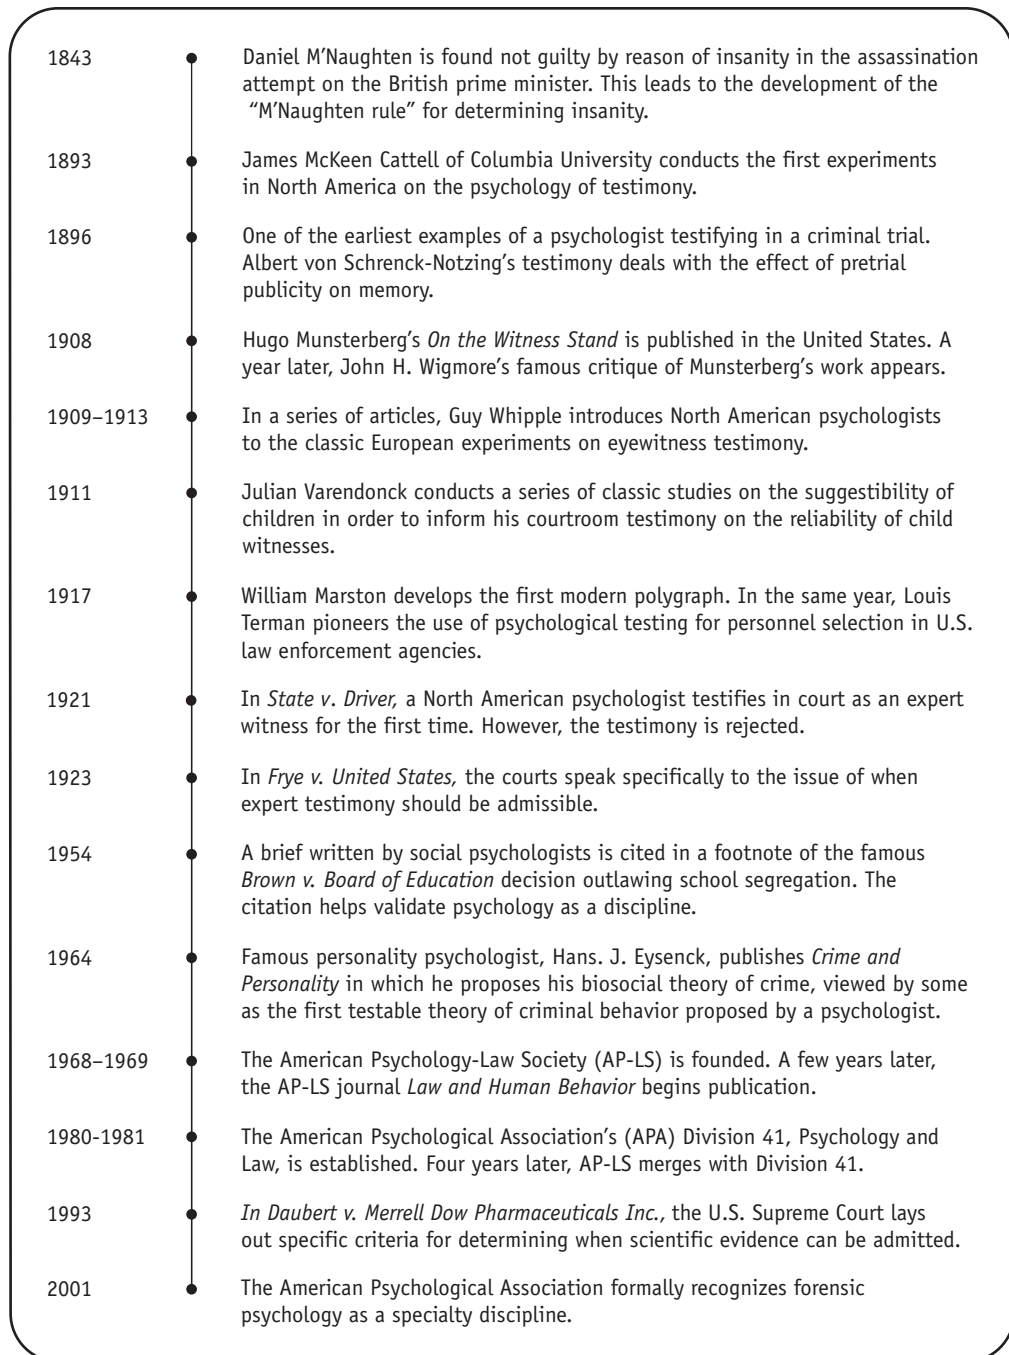 1843 Daniel M’Naughten is found not guilty by reason of insanity in the assassination
attempt on the British prime minister. This leads to the development of the
“M’Naughten rule” for determining insanity.
1893 James McKeen Cattell of Columbia University conducts the first experiments
in North America on the psychology of testimony.
1896 One of the earliest examples of a psychologist testifying in a criminal trial.
Albert von Schrenck-Notzing’s testimony deals with the effect of pretrial
publicity on memory.
1908 Hugo Munsterberg’s On the Witness Stand is published in the United States. A
year later, John H. Wigmore’s famous critique of Munsterberg’s work appears.
1909–1913 In a series of articles, Guy Whipple introduces North American psychologists
to the classic European experiments on eyewitness testimony.
1911 Julian Varendonck conducts a series of classic studies on the suggestibility of
children in order to inform his courtroom testimony on the reliability of child
witnesses.
1917 William Marston develops the first modern polygraph. In the same year, Louis
Terman pioneers the use of psychological testing for personnel selection in U.S.
law enforcement agencies.
1921 In State v. Driver, a North American psychologist testifies in court as an expert
witness for the first time. However, the testimony is rejected.
1923 In Frye v. United States, the courts speak specifically to the issue of when
expert testimony should be admissible.
1954 A brief written by social psychologists is cited in a footnote of the famous
Brown v. Board of Education decision outlawing school segregation. The
citation helps validate psychology as a discipline.
1964 Famous personality psychologist, Hans. J. Eysenck, publishes Crime and
Personality in which he proposes his biosocial theory of crime, viewed by some
as the first testable theory of criminal behavior proposed by a psychologist.
1968–1969 The American Psychology-Law Society (AP-LS) is founded. A few years later,
the AP-LS journal Law and Human Behavior begins publication.
1980-1981 The American Psychological Association’s (APA) Division 41, Psychology and
Law, is established. Four years later, AP-LS merges with Division 41.
1993 In Daubert v. Merrell Dow Pharmaceuticals Inc., the U.S. Supreme Court lays
out specific criteria for determining when scientific evidence can be admitted.
2001 The American Psychological Association formally recognizes forensic
psychology as a specialty discipline.